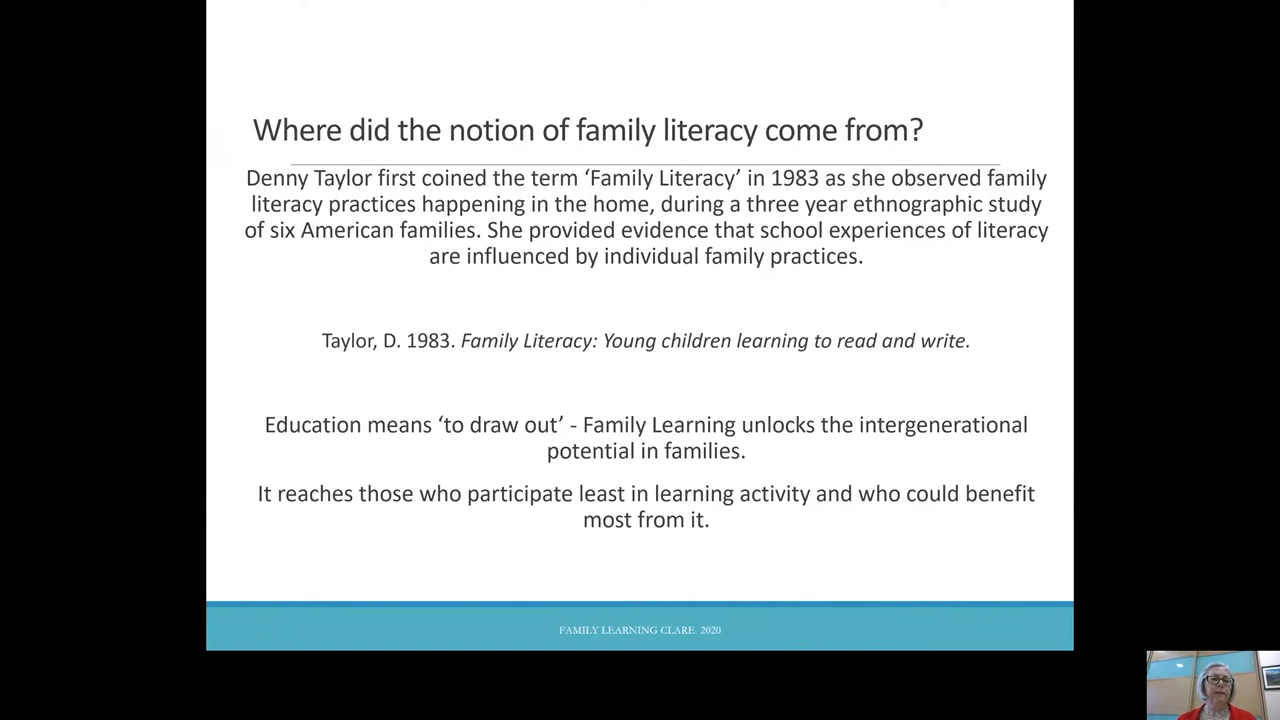 Where did the notion of family literacy come from?
Denny Taylor first coined the term ‘Family Literacy’ in 1983 as she observed family
literacy practices happening in the home, during a three year ethnographic study
of six American families. She provided evidence that school experiences of literacy
are influenced by individual family practices.
Taylor, D. 1983. Family Literacy: Young children learning to read and write.
Education means ‘to draw out’ - Family Learning unlocks the intergenerational
potential in families.
It reaches those who participate least in learning activity and who could benefit
most from it.
FAMILY LEARNING CLARE 2020